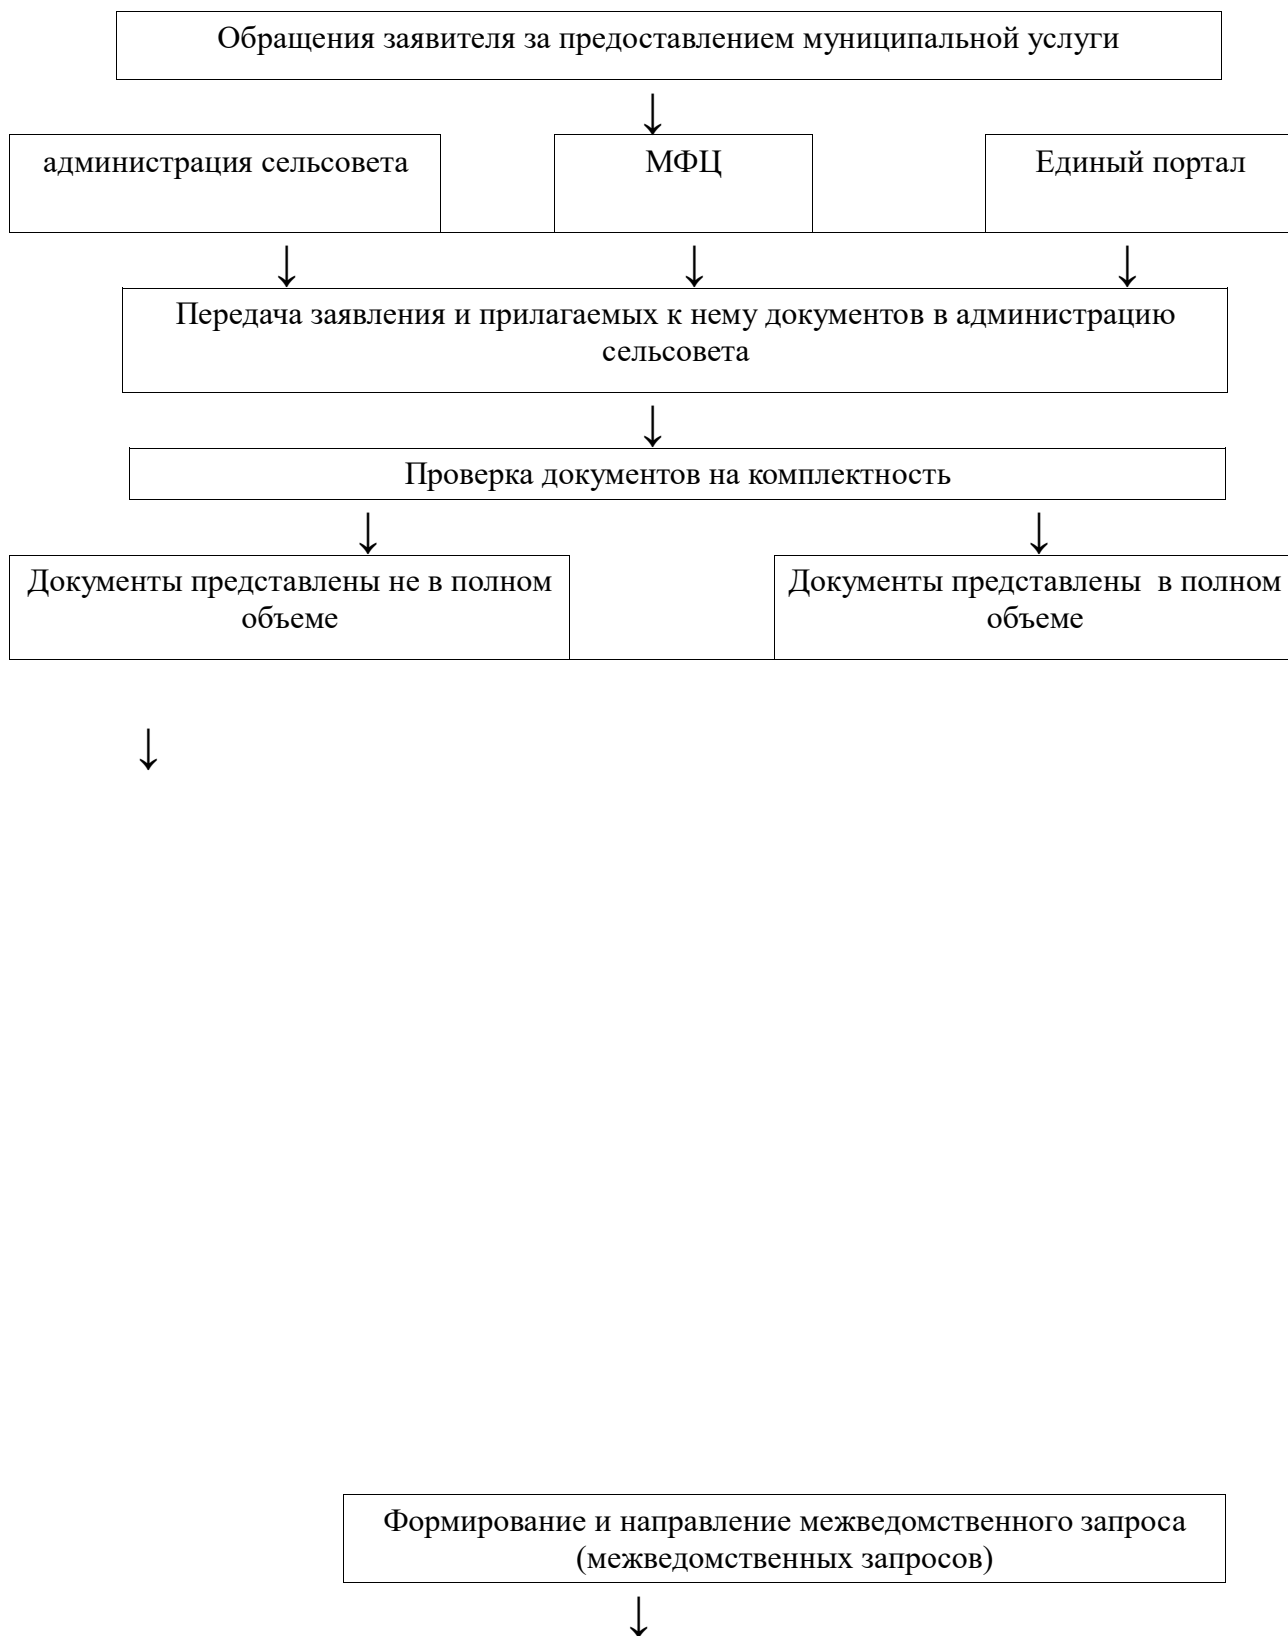 Обращения заявителя за предоставлением муниципальной услуги
↓
администрация сельсовета
МФЦ
Единый портал
↓ ↓ ↓
Передача заявления и прилагаемых к нему документов в администрацию
сельсовета
↓
Проверка документов на комплектность
↓ ↓
Документы представлены не в полном
объеме
Документы представлены  в полном
объеме
↓
Формирование и направление межведомственного запроса
(межведомственных запросов)
↓